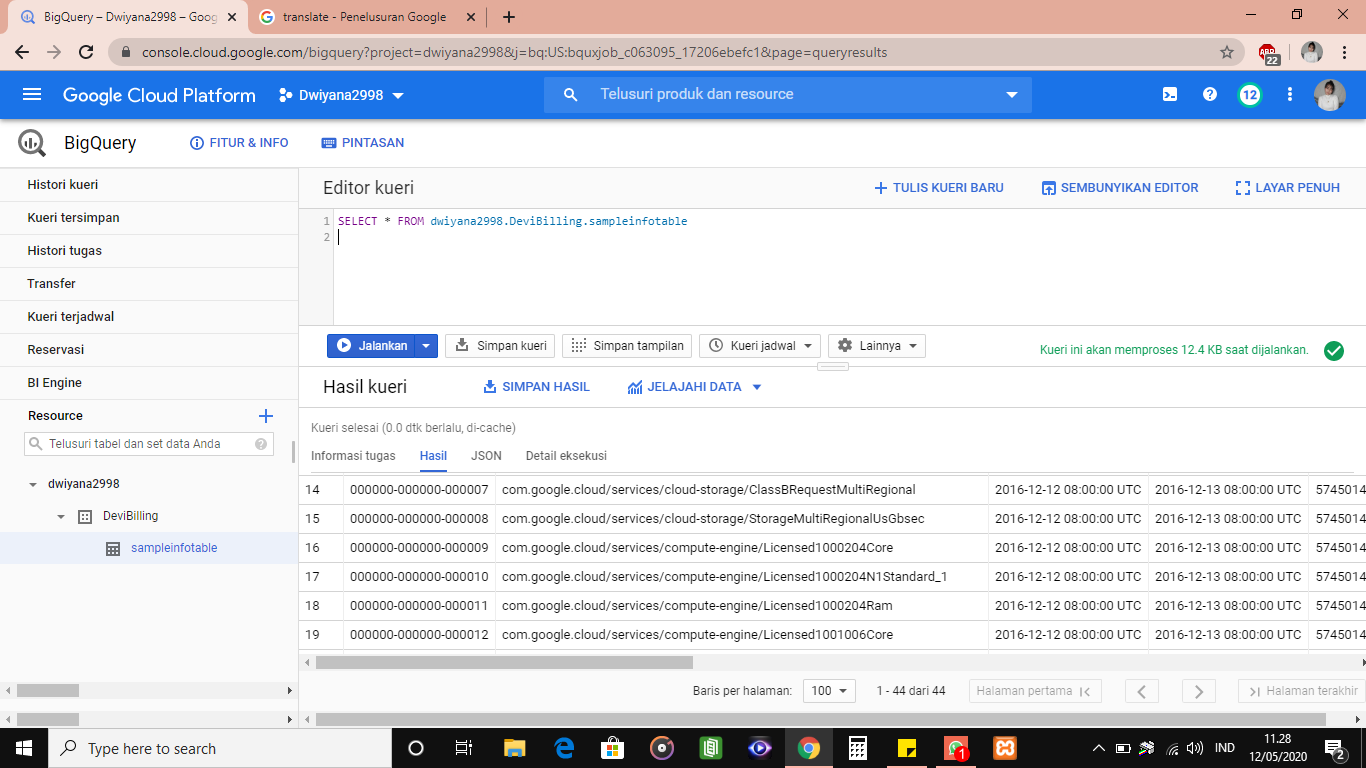 BigQuery – Dwiyana2998 – Goog
translate - Penelusuran Google
console.cloud.google.com/bigquery?project=dwiyana2998&j=bq:US:bquxjob_c063095_17206ebefc1&page=queryresults
ABP
22
Google Cloud Platform
Dwiyana2998
Telusuri produk dan resource
12
BigQuery
FITUR & INFO
PINTASAN
Histori kueri
Kueri tersimpan
Histori tugas
Transfer
Kueri terjadwal
Reservasi
BI Engine
Resource
Telusuri tabel dan set data Anda
dwiyana2998
DeviBilling
sampleinfotable
Editor kueri
TULIS KUERI BARU
SEMBUNYIKAN EDITOR
LAYAR PENUH
1 SELECT * FROM dwiyana2998.DeviBilling.sampleinfotable
2
Jalankan
Simpan kueri
Simpan tampilan
Kueri jadwal
Lainnya
Kueri ini akan memproses 12.4 KB saat dijalankan.
Hasil kueri
SIMPAN HASIL
JELAJAHI DATA
Kueri selesai (0.0 dtk berlalu, di-cache)
Informasi tugas Hasil JSON Detail eksekusi
14 000000-000000-000007 com.google.cloud/services/cloud-storage/ClassBRequestMultiRegional 2016-12-12 08:00:00 UTC 2016-12-13 08:00:00 UTC 5745014
15 000000-000000-000008 com.google.cloud/services/cloud-storage/StorageMultiRegionalUsGbsec 2016-12-12 08:00:00 UTC 2016-12-13 08:00:00 UTC 5745014
16 000000-000000-000009 com.google.cloud/services/compute-engine/Licensed1000204Core 2016-12-12 08:00:00 UTC 2016-12-13 08:00:00 UTC 5745014
17 000000-000000-000010 com.google.cloud/services/compute-engine/Licensed1000204N1Standard_1 2016-12-12 08:00:00 UTC 2016-12-13 08:00:00 UTC 5745014
18 000000-000000-000011 com.google.cloud/services/compute-engine/Licensed1000204Ram 2016-12-12 08:00:00 UTC 2016-12-13 08:00:00 UTC 5745014
19 000000-000000-000012 com.google.cloud/services/compute-engine/Licensed1001006Core 2016-12-12 08:00:00 UTC 2016-12-13 08:00:00 UTC 5745014
Baris per halaman: 100 1 - 44 dari 44 Halaman pertama Halaman terakhir
Type here to search
1
IND
11.28
12/05/2020
2